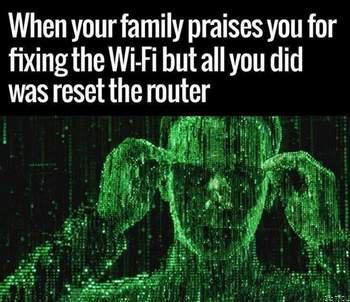 When your family praises you for
fixing the Wi-Fi but all you did
was reset the router